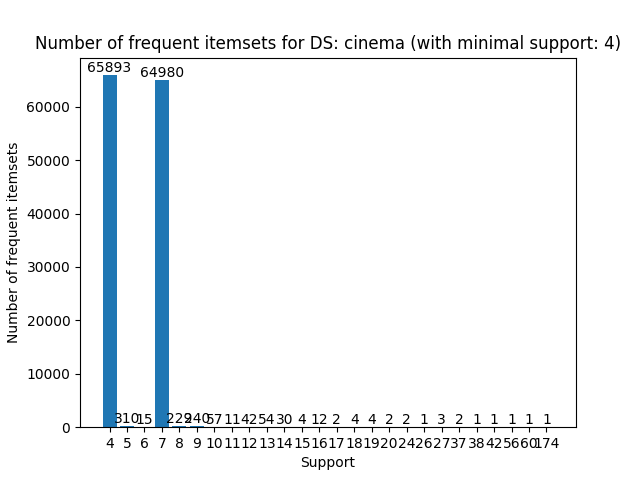 Number of frequent itemsets for DS: cinema (with minimal support: 4)
65893 310 15 64980 240 57 11 42 54 30 4 12 2 4 4 2 2 1 3 2 1 1 1 1 1
60000
50000
40000
30000
20000
10000
0
Number of frequent itemsets
4 5 6 7 8 9 10 11 12 13 14 15 16 17 18 19 20 24 26 27 37 38 42 56 60 174
Support